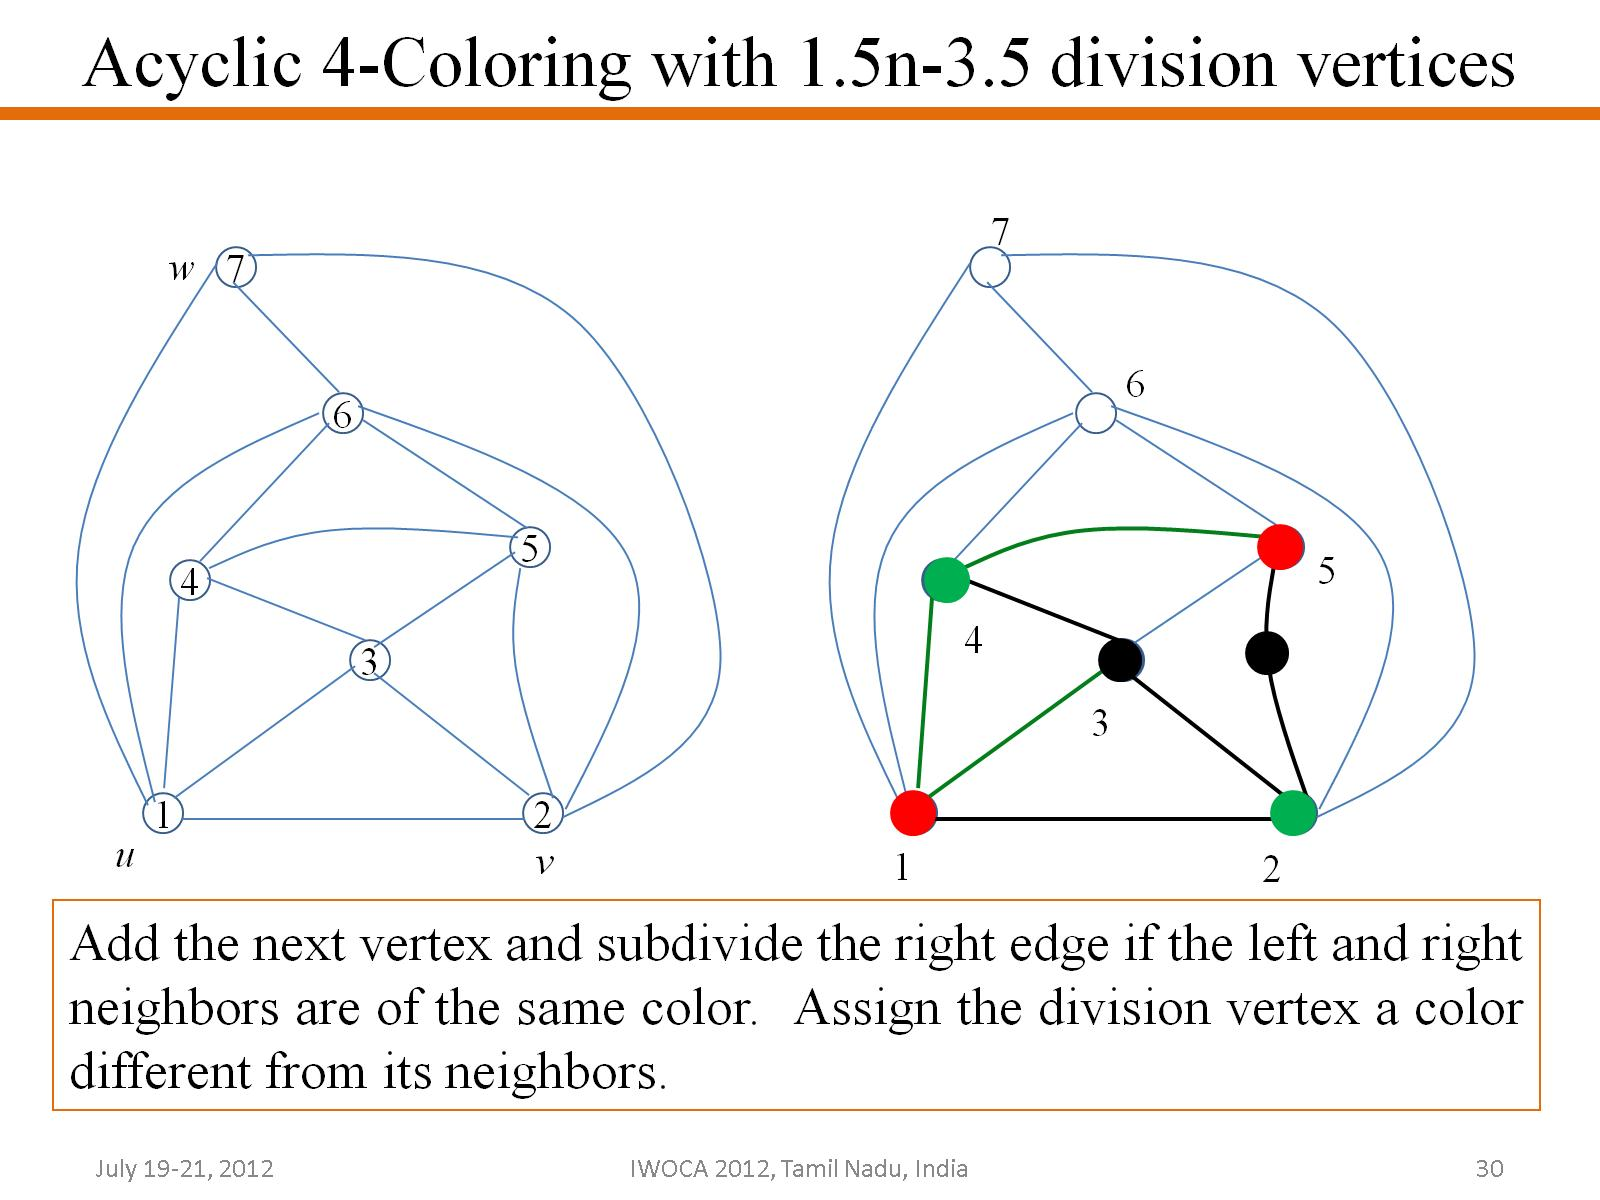 Acyclic 4-Coloring with 1.5n-3.5 division vertices
w
7
6
5
4
3
1
2
u
v
7
6
5
4
3
1
2
Add the next vertex and subdivide the right edge if the left and right
neighbors are of the same color. Assign the division vertex a color
different from its neighbors.
July 19-21, 2012
IWOCA 2012, Tamil Nadu, India
30